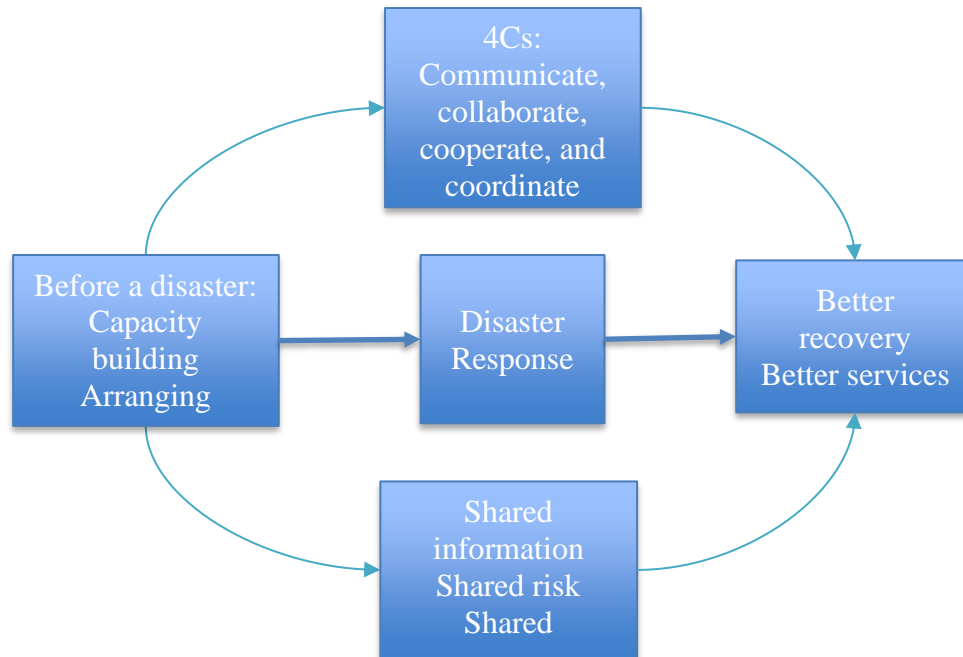 4Cs:
Communicate,
collaborate,
cooperate, and
coordinate
Before a disaster:
Capacity
building
Arranging
Disaster
Response
Better
recovery
Better services
Shared
information
Shared risk
Shared